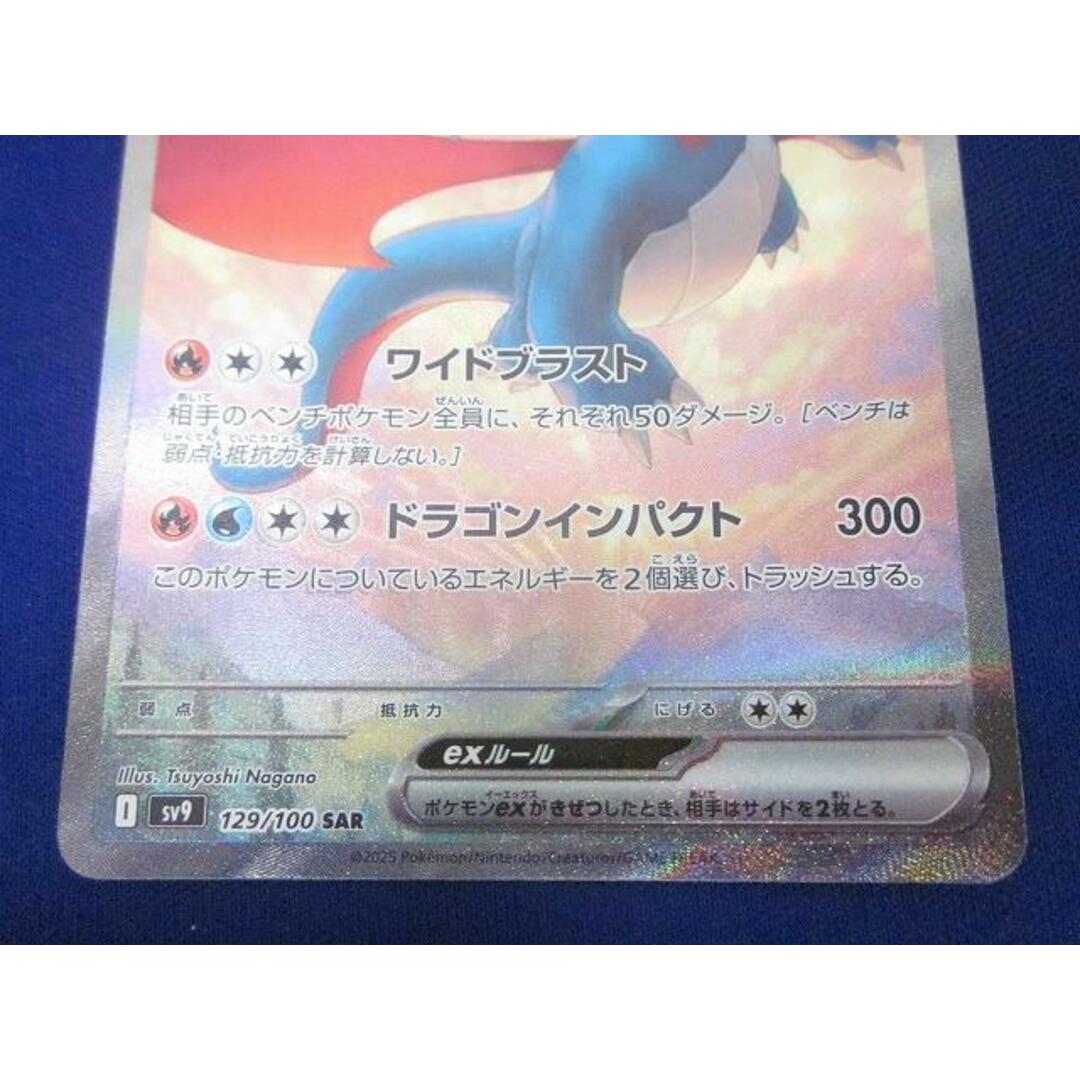 ワイドブラスト
相手のベンチポケモン全員に、それぞれ50ダメージ。[ベンチは
弱点・抵抗力を計算しない。]
ドラゴンインパクト 300
このポケモンについているエネルギーを2個選び、トラッシュする。
弱点 抵抗力 にげる
exルール
ポケモンexがきぜつしたとき、相手はサイドを2枚とる。
Illus. Tsuyoshi Nagano
I sv9 129/100 SAR
©2025 Pokémon/Nintendo/Creatures/GAME FREAK